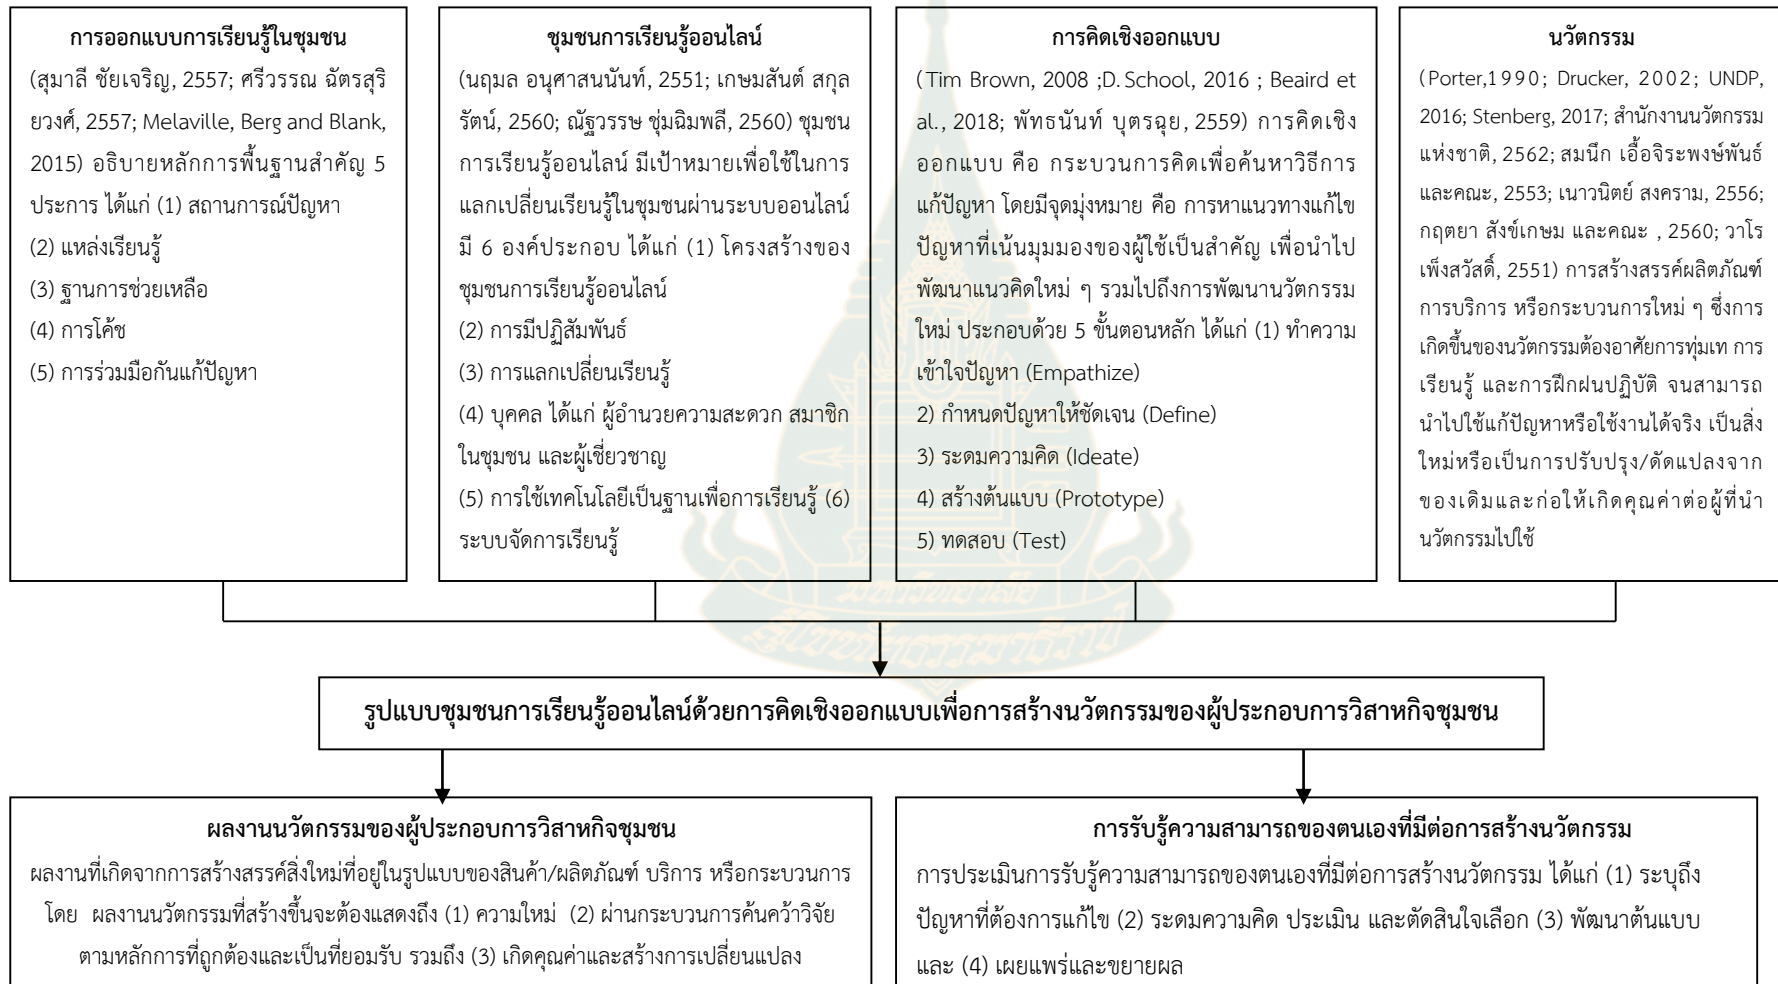 การออกแบบการเรียนรู้ในชุมชน
(สุมาลี ชัยเจริญ, 2557; ศรีวรรณ ฉัตรสุริ
ยวงศ์, 2557; Melaville, Berg and Blank,
2015) อธิบายหลักการพื้นฐานสำคัญ 5
ประการ ได้แก่ (1) สถานการณ์ปัญหา
(2) แหล่งเรียนรู้
(3) ฐานการช่วยเหลือ
(4) การโค้ช
(5) การร่วมมือกันแก้ปัญหา
ชุมชนการเรียนรู้ออนไลน์
(นฤมล อนุศาสนนันท์, 2551; เกษมสันต์ สกุล
รัตน์, 2560; ณัฐวรรษ ชุ่มฉิมพลี, 2560) ชุมชน
การเรียนรู้ออนไลน์ มีเป้าหมายเพื่อใช้ในการ
แลกเปลี่ยนเรียนรู้ในชุมชนผ่านระบบออนไลน์
มี 6 องค์ประกอบ ได้แก่ (1) โครงสร้างของ
ชุมชนการเรียนรู้ออนไลน์
(2) การมีปฏิสัมพันธ์
(3) การแลกเปลี่ยนเรียนรู้
(4) บุคคล ได้แก่ ผู้อำนวยความสะดวก สมาชิก
ในชุมชน และผู้เชี่ยวชาญ
(5) การใช้เทคโนโลยีเป็นฐานเพื่อการเรียนรู้ (6)
ระบบจัดการเรียนรู้
การคิดเชิงออกแบบ
(Tim Brown, 2008 ;D. School, 2016 ; Beaird et
al., 2018; พัทธนันท์ บุตรฉุย, 2559) การคิดเชิง
ออกแบบ คือ กระบวนการคิดเพื่อค้นหาวิธีการ
แก้ปัญหา โดยมีจุดมุ่งหมาย คือ การหาแนวทางแก้ไข
ปัญหาที่เน้นมุมมองของผู้ใช้เป็นสำคัญ เพื่อนำไป
พัฒนาแนวคิดใหม่ ๆ รวมไปถึงการพัฒนานวัตกรรม
ใหม่ ประกอบด้วย 5 ขั้นตอนหลัก ได้แก่ (1) ทำความ
เข้าใจปัญหา (Empathize)
2) กำหนดปัญหาให้ชัดเจน (Define)
3) ระดมความคิด (Ideate)
4) สร้างต้นแบบ (Prototype)
5) ทดสอบ (Test)
นวัตกรรม
(Porter,1990; Drucker, 2002; UNDP,
2016; Stenberg, 2017; สำนักงานนวัตกรรม
แห่งชาติ, 2562; สมนึก เอื้อจิระพงษ์พันธ์
และคณะ, 2553; เนาวนิตย์ สงคราม, 2556;
กฤตยา สังข์เกษม และคณะ , 2560; วาโร
เพ็งสวัสดิ์, 2551) การสร้างสรรค์ผลิตภัณฑ์
การบริการ หรือกระบวนการใหม่ ๆ ซึ่งการ
เกิดขึ้นของนวัตกรรมต้องอาศัยการทุ่มเท การ
เรียนรู้ และการฝึกฝนปฏิบัติ จนสามารถ
นำไปใช้แก้ปัญหาหรือใช้งานได้จริง เป็นสิ่ง
ใหม่หรือเป็นการปรับปรุง/ดัดแปลงจาก
ของเดิมและก่อให้เกิดคุณค่าต่อผู้ที่นำ
นวัตกรรมไปใช้
มหาวิทยาลัย
สุโขทัยธรรมาธิราช
รูปแบบชุมชนการเรียนรู้ออนไลน์ด้วยการคิดเชิงออกแบบเพื่อการสร้างนวัตกรรมของผู้ประกอบการวิสาหกิจชุมชน
ผลงานนวัตกรรมของผู้ประกอบการวิสาหกิจชุมชน
ผลงานที่เกิดจากการสร้างสรรค์สิ่งใหม่ที่อยู่ในรูปแบบของสินค้า/ผลิตภัณฑ์ บริการ หรือกระบวนการ
โดย ผลงานนวัตกรรมที่สร้างขึ้นจะต้องแสดงถึง (1) ความใหม่ (2) ผ่านกระบวนการค้นคว้าวิจัย
ตามหลักการที่ถูกต้องและเป็นที่ยอมรับ รวมถึง (3) เกิดคุณค่าและสร้างการเปลี่ยนแปลง
การรับรู้ความสามารถของตนเองที่มีต่อการสร้างนวัตกรรม
การประเมินการรับรู้ความสามารถของตนเองที่มีต่อการสร้างนวัตกรรม ได้แก่ (1) ระบุถึง
ปัญหาที่ต้องการแก้ไข (2) ระดมความคิด ประเมิน และตัดสินใจเลือก (3) พัฒนาต้นแบบ
และ (4) เผยแพร่และขยายผล